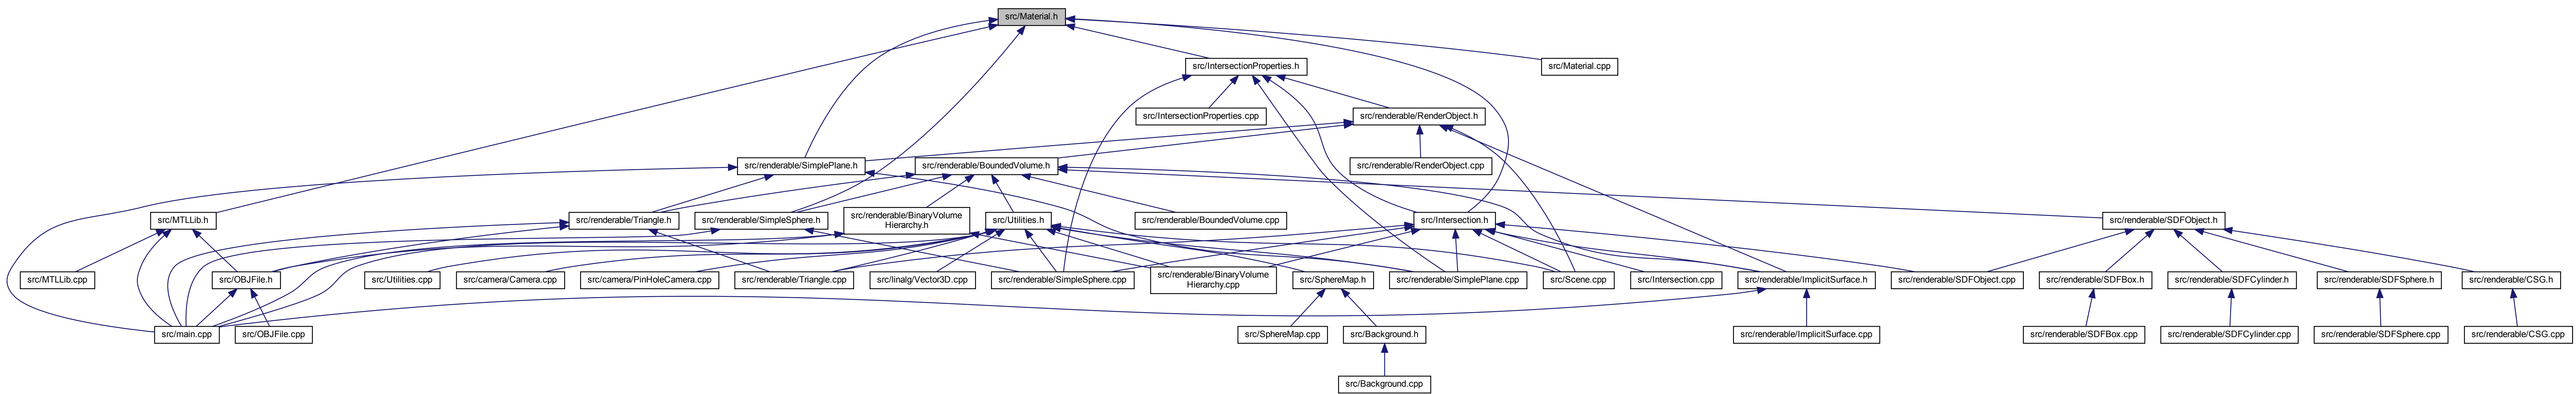 src/Material.h
src/IntersectionProperties.h
src/Material.cpp
src/IntersectionProperties.cpp
src/renderable/RenderObject.h
src/renderable/SimplePlane.h
src/renderable/BoundedVolume.h
src/renderable/RenderObject.cpp
src/MTLLib.h
src/renderable/Triangle.h
src/renderable/SimpleSphere.h
src/renderable/BinaryVolume
Hierarchy.h
src/Utilities.h
src/renderable/BoundedVolume.cpp
src/Intersection.h
src/renderable/SDFObject.h
src/MTLLib.cpp
src/OBJFile.h
src/Utilities.cpp
src/camera/Camera.cpp
src/camera/PinHoleCamera.cpp
src/renderable/Triangle.cpp
src/linalg/Vector3D.cpp
src/renderable/SimpleSphere.cpp
src/renderable/BinaryVolume
Hierarchy.cpp
src/SphereMap.h
src/renderable/SimplePlane.cpp
src/Scene.cpp
src/Intersection.cpp
src/renderable/ImplicitSurface.h
src/renderable/SDFObject.cpp
src/renderable/SDFBox.h
src/renderable/SDFCylinder.h
src/renderable/SDFSphere.h
src/renderable/CSG.h
src/main.cpp
src/OBJFile.cpp
src/SphereMap.cpp
src/Background.h
src/renderable/ImplicitSurface.cpp
src/renderable/SDFBox.cpp
src/renderable/SDFCylinder.cpp
src/renderable/SDFSphere.cpp
src/renderable/CSG.cpp
src/Background.cpp